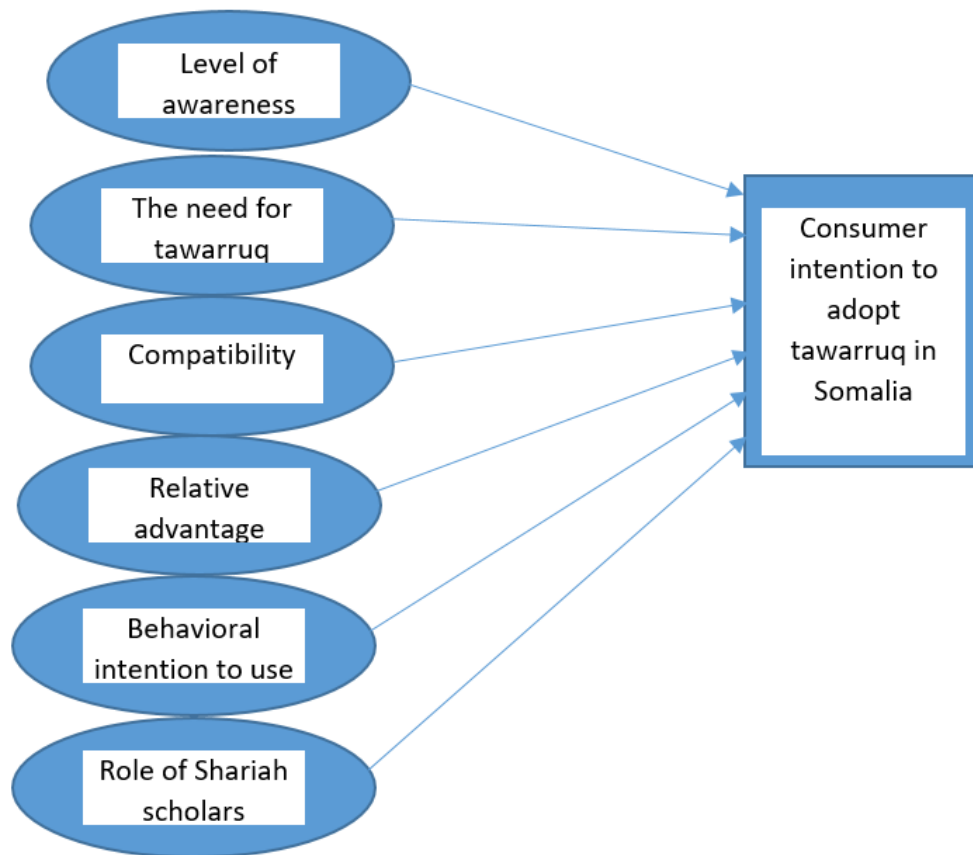 Level of
awareness
The need for
tawarruq
Compatibility
Relative
advantage
Behavioral
intention to use
Role of Shariah
scholars
Consumer
intention to
adopt
tawarruq in
Somalia